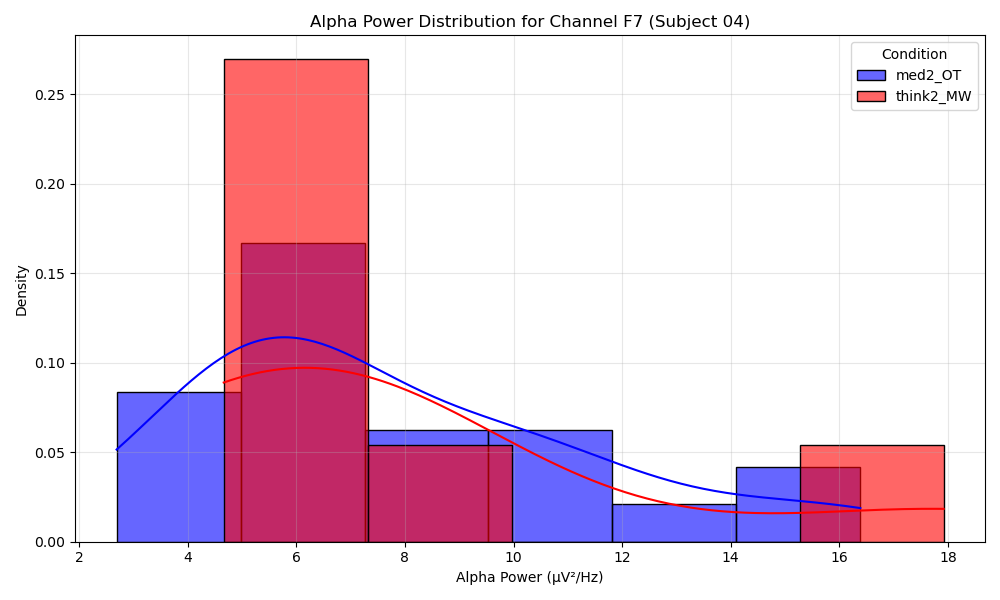 Alpha Power Distribution for Channel F7 (Subject 04)
Condition
med2_OT
think2_MW
Density
0.25
0.20
0.15
0.10
0.05
0.00
2 4 6 8 10 12 14 16 18
Alpha Power (μV²/Hz)